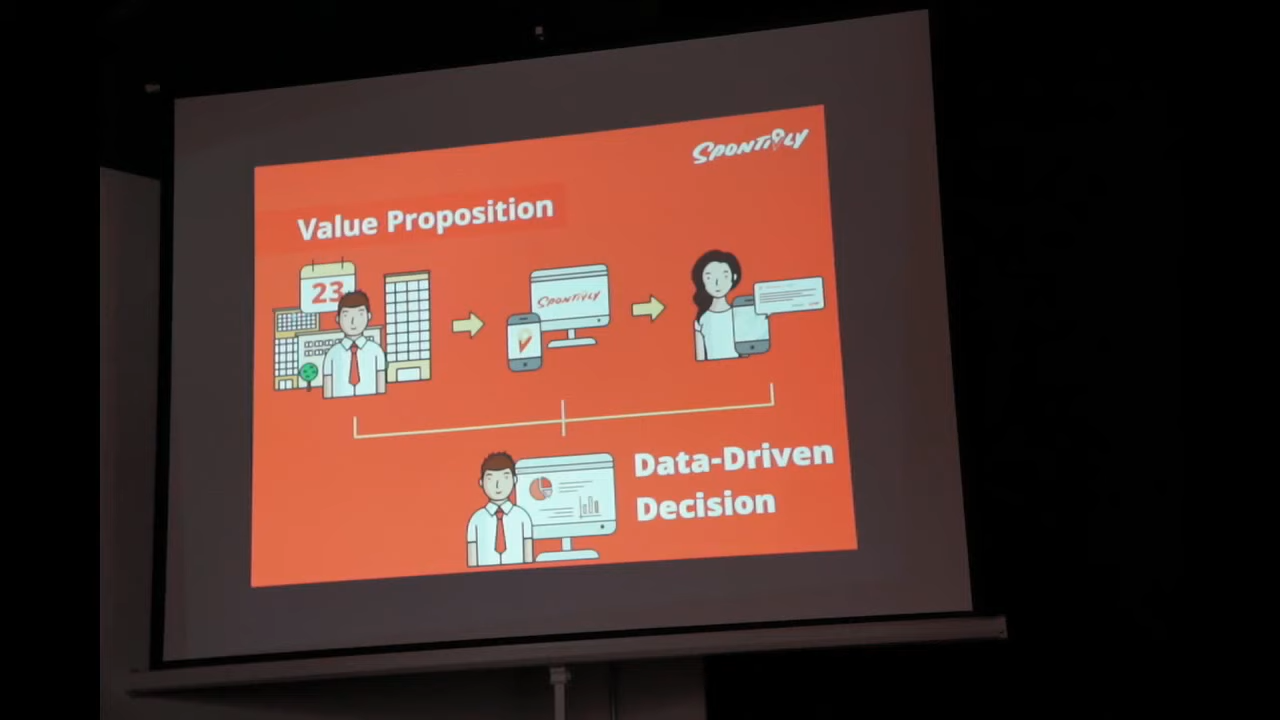 SPONTIVLY
Value Proposition
23
SPONTIVLY
Data-Driven
Decision